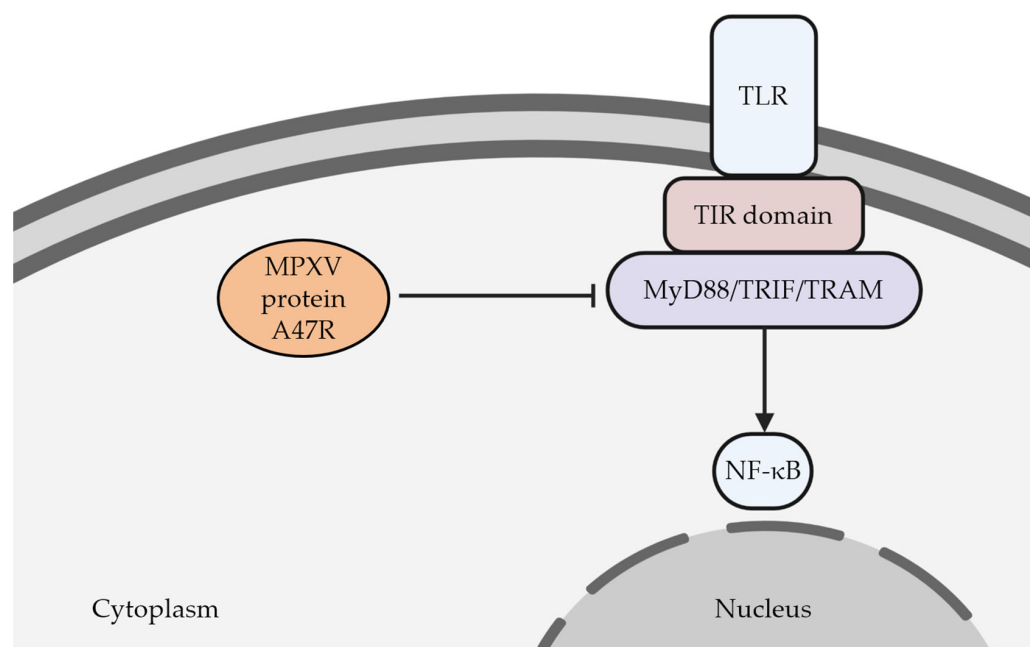 TLR
TIR domain
MPXV
protein
A47R
MyD88/TRIF/TRAM
NF-κB
Cytoplasm
Nucleus